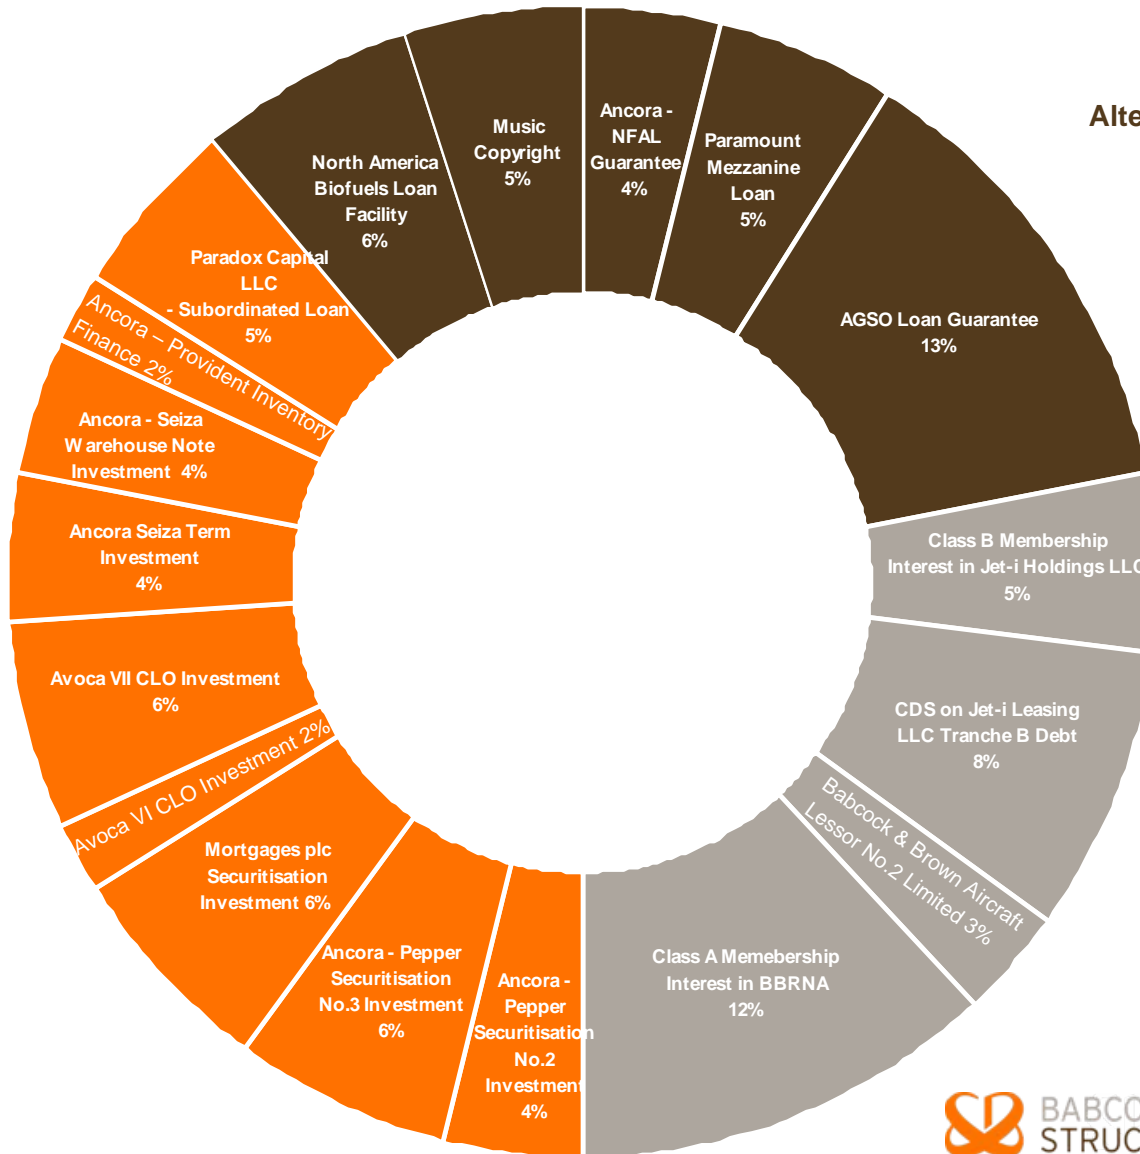 Alte
Ancora -
NFAL
Guarantee
4%
Paramount
Mezzanine
Loan
5%
AGSO Loan Guarantee
13%
Class B Membership
Interest in Jet-i Holdings LLC
5%
CDS on Jet-i Leasing
LLC Tranche B Debt
8%
Babcock & Brown Aircraft
Lessor No.2 Limited 3%
Class A Memebership
Interest in BBRNA
12%
Ancora -
Pepper
Securitisation
No.2
Investment
4%
Ancora - Pepper
Securitisation
No.3 Investment
6%
Mortgages plc
Securitisation
Investment 6%
Avoca VI CLO Investment 2%
Avoca VII CLO Investment
6%
Ancora Seiza Term
Investment
4%
Ancora - Seiza
Warehouse Note
Investment 4%
Ancora – Provident Inventory
Finance 2%
Paradox Capital
LLC
- Subordinated Loan
5%
North America
Biofuels Loan
Facility
6%
Music
Copyright
5%
BABCO
STRUC